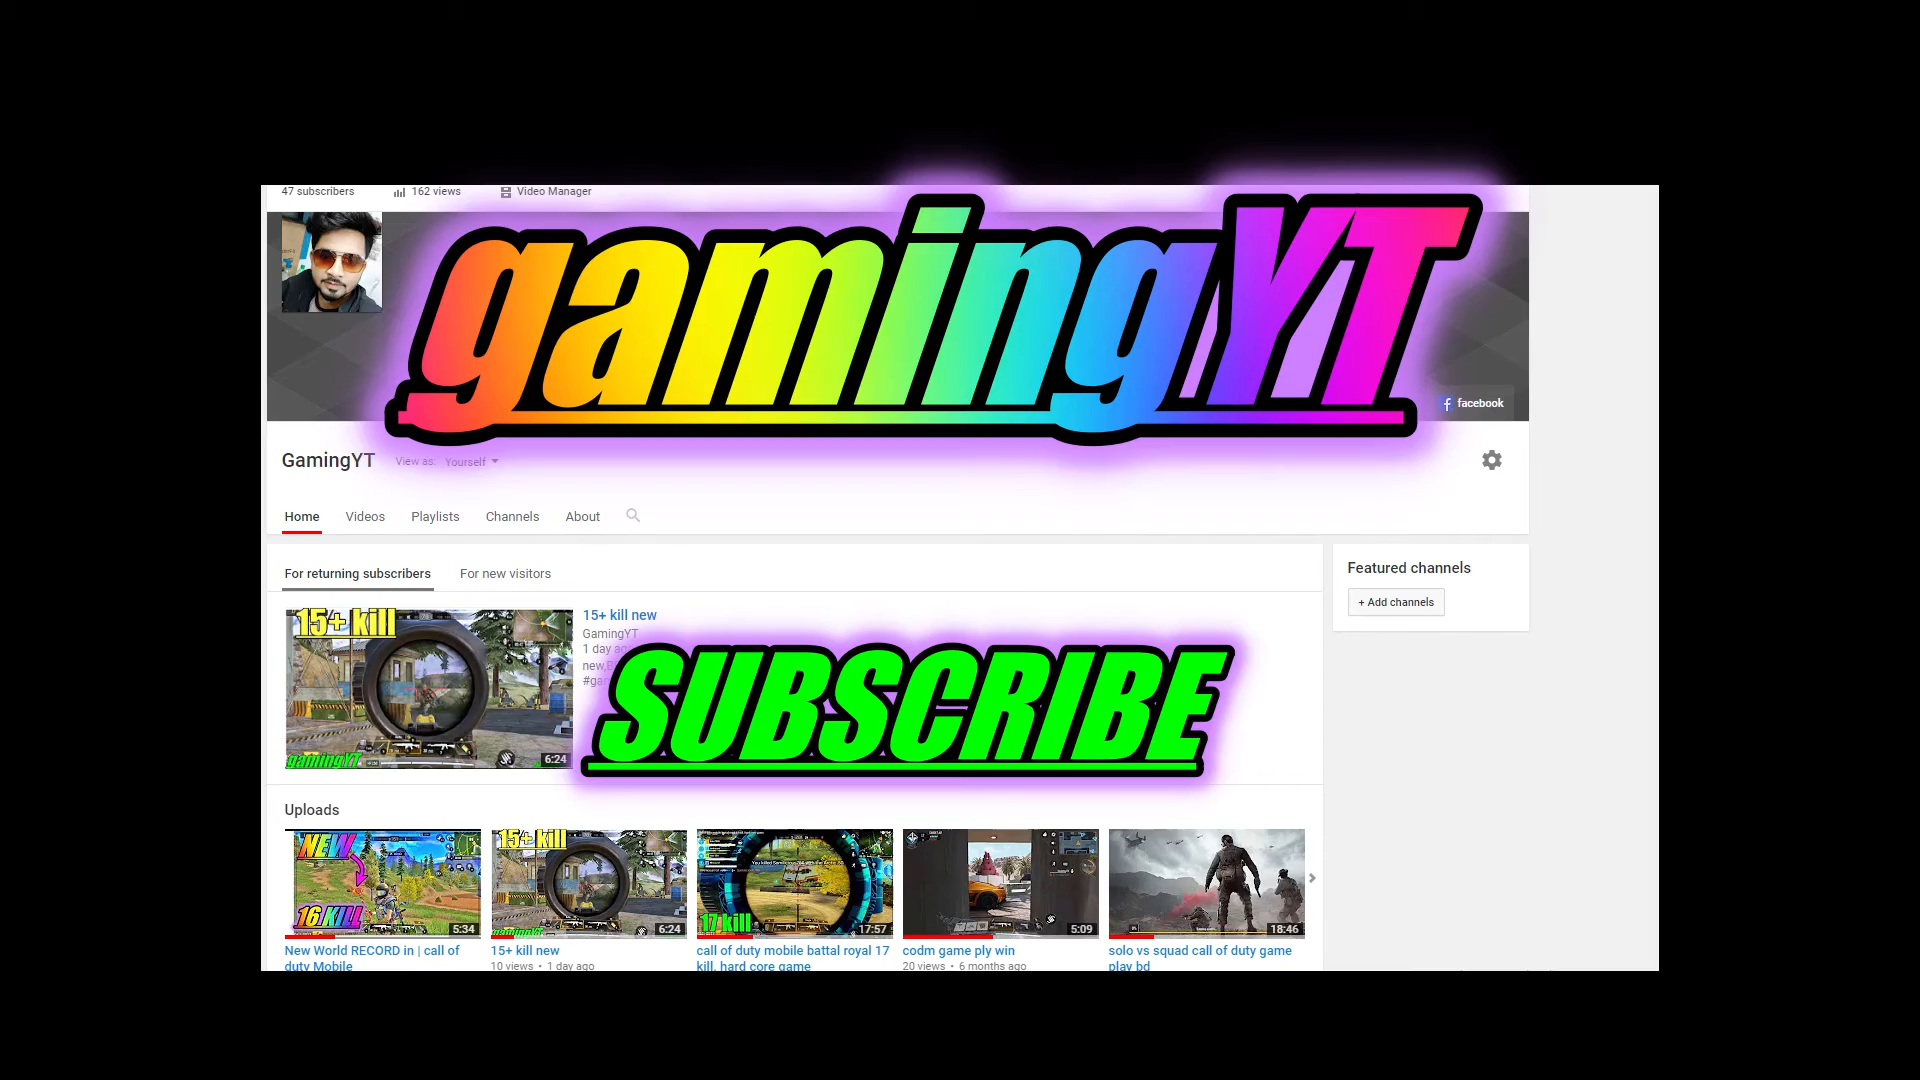 47 subscribers 162 views Video Manager
gamingYT
facebook
GamingYT View as: Yourself
Home Videos Playlists Channels About
Featured channels
+ Add channels
For returning subscribers For new visitors
15+ kill
gamingYT
6:24
15+ kill new
GamingYT
1 day
new,
SUBSCRIBE
Uploads
NEW
16 KILL
5:34
15+ kill
gamingYT
6:24
17 kill
17:57
5:09
18:46
New World RECORD in | call of
duty Mobile
15+ kill new
10 views • 1 day ago
call of duty mobile battal royal 17
kill, hard core game
codm game ply win
20 views • 6 months ago
solo vs squad call of duty game
play bd